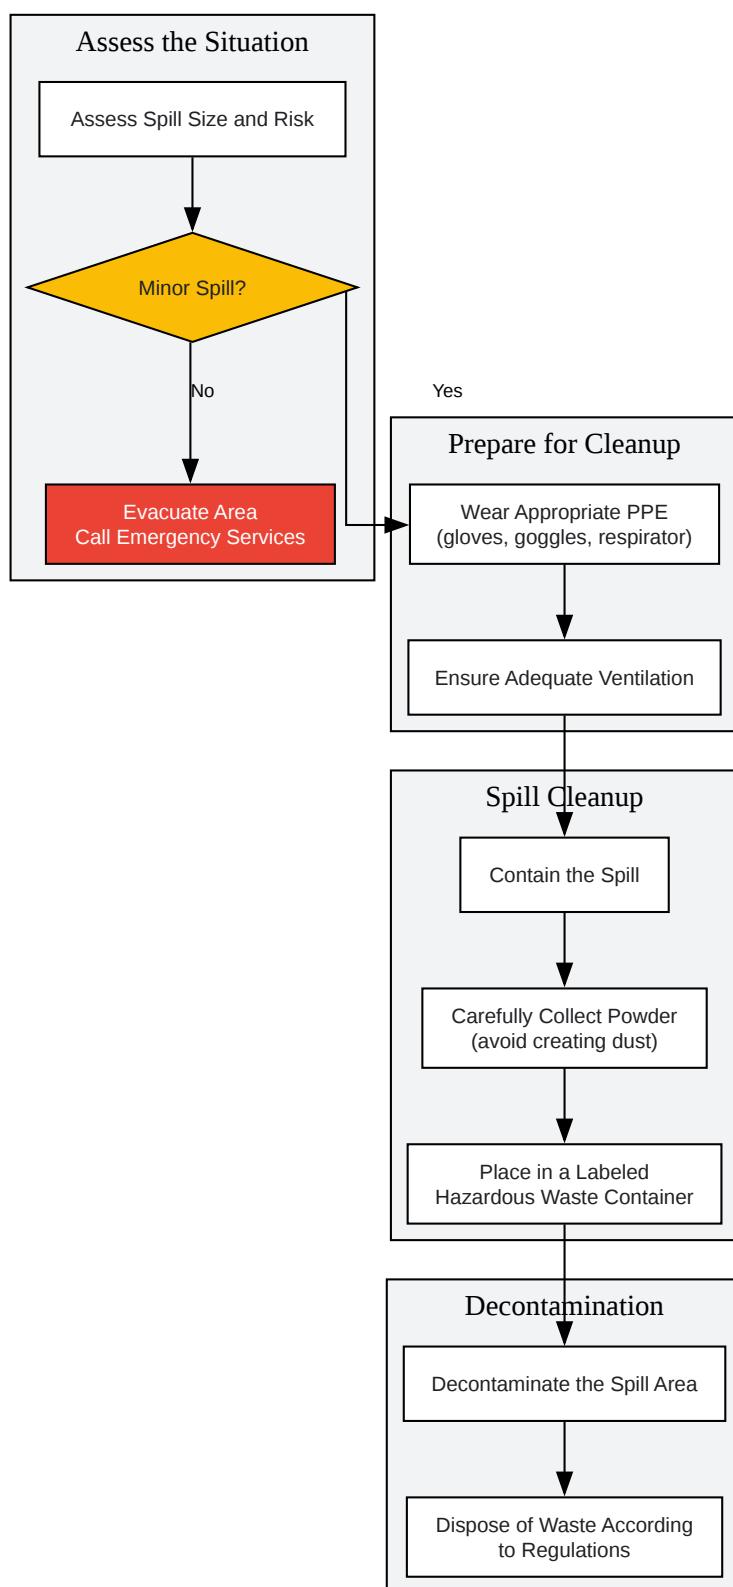 Assess the Situation
Assess Spill Size and Risk
Minor Spill?
No
Yes
Evacuate Area
Call Emergency Services
Prepare for Cleanup
Wear Appropriate PPE
(gloves, goggles, respirator)
Ensure Adequate Ventilation
Spill Cleanup
Contain the Spill
Carefully Collect Powder
(avoid creating dust)
Place in a Labeled
Hazardous Waste Container
Decontamination
Decontaminate the Spill Area
Dispose of Waste According
to Regulations